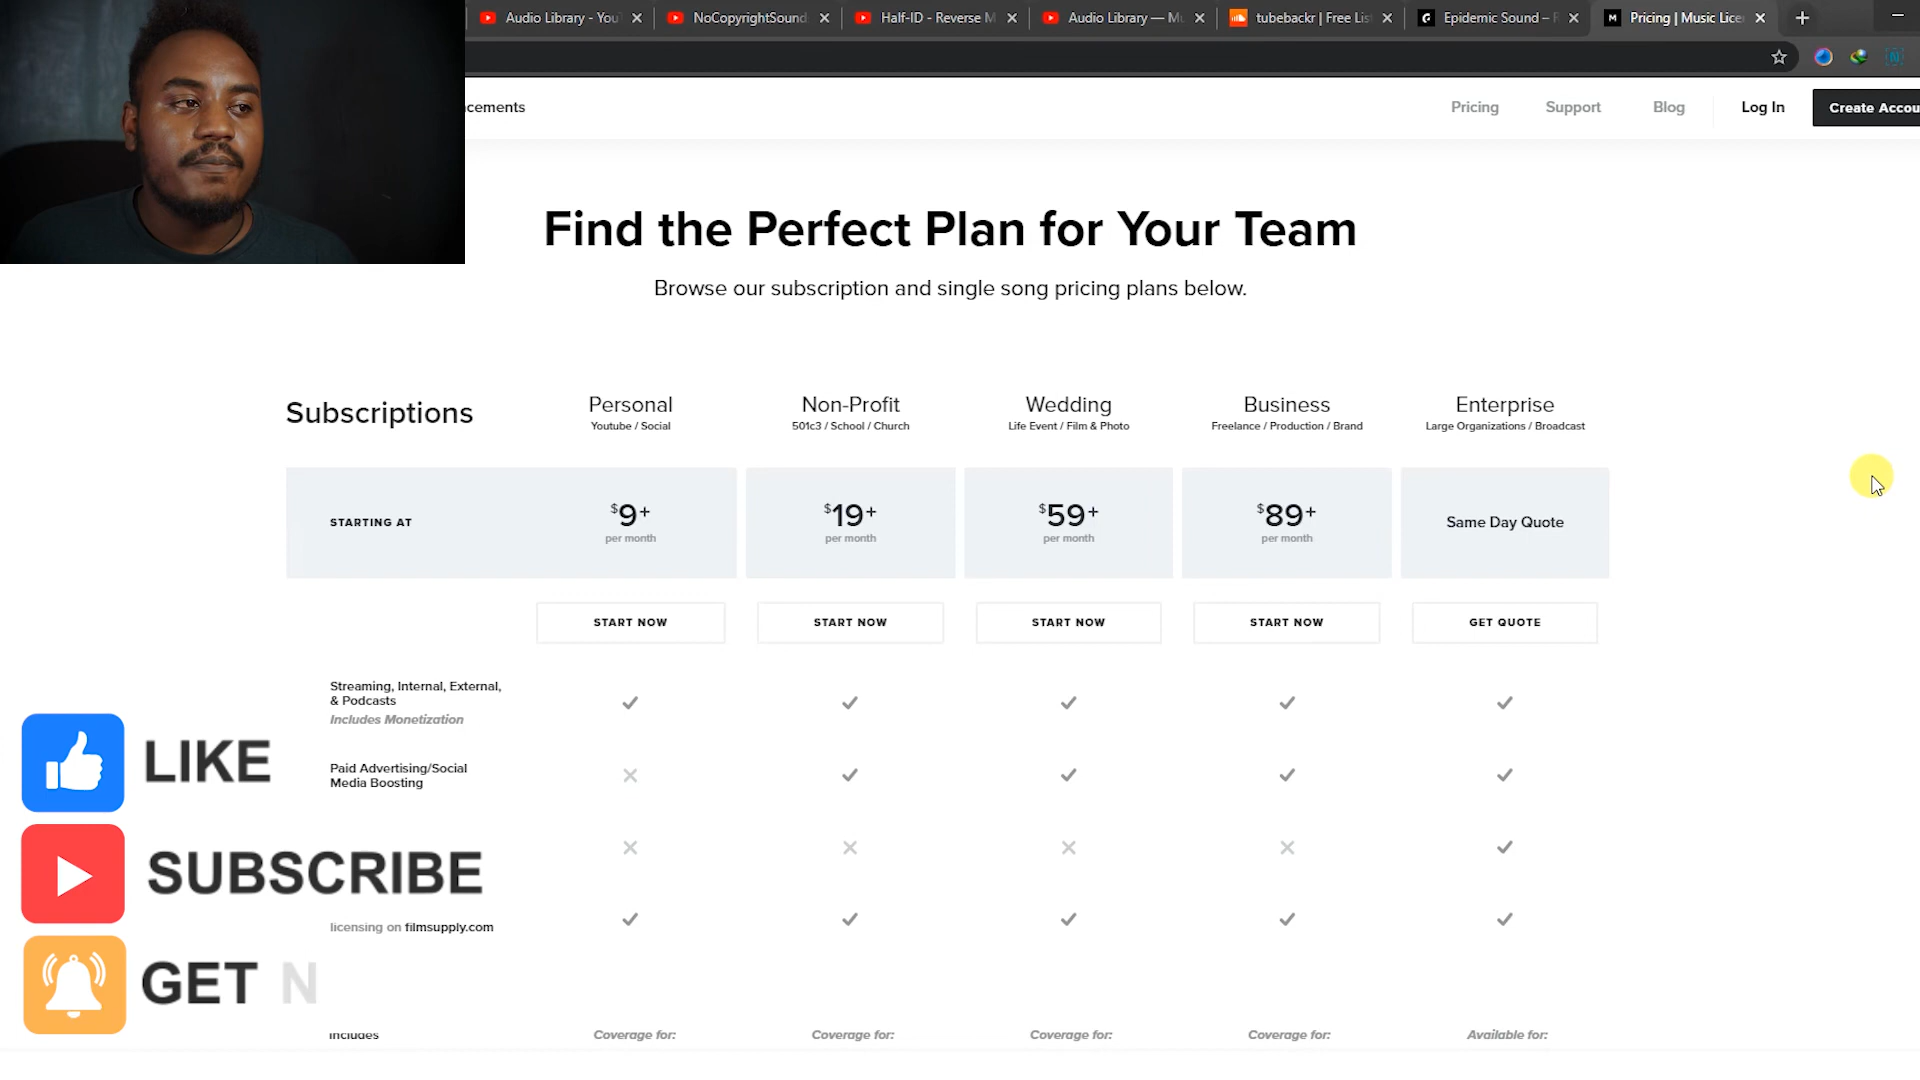 Audio Library - You
NoCopyrightSound
Half-ID - Reverse M
Audio Library — Mu
tubebackr | Free Lis
Epidemic Sound – R
Pricing | Music Lice
cements
Pricing
Support
Blog
Log In
Create Accou
Find the Perfect Plan for Your Team
Browse our subscription and single song pricing plans below.
Subscriptions
Personal
Youtube / Social
Non-Profit
501c3 / School / Church
Wedding
Life Event / Film & Photo
Business
Freelance / Production / Brand
Enterprise
Large Organizations / Broadcast
STARTING AT
$9+
per month
$19+
per month
$59+
per month
$89+
per month
Same Day Quote
START NOW
START NOW
START NOW
START NOW
GET QUOTE
Streaming, Internal, External,
& Podcasts
Includes Monetization
Paid Advertising/Social
Media Boosting
licensing on filmsupply.com
Includes
Coverage for:
Coverage for:
Coverage for:
Coverage for:
Available for:
LIKE
SUBSCRIBE
GET N